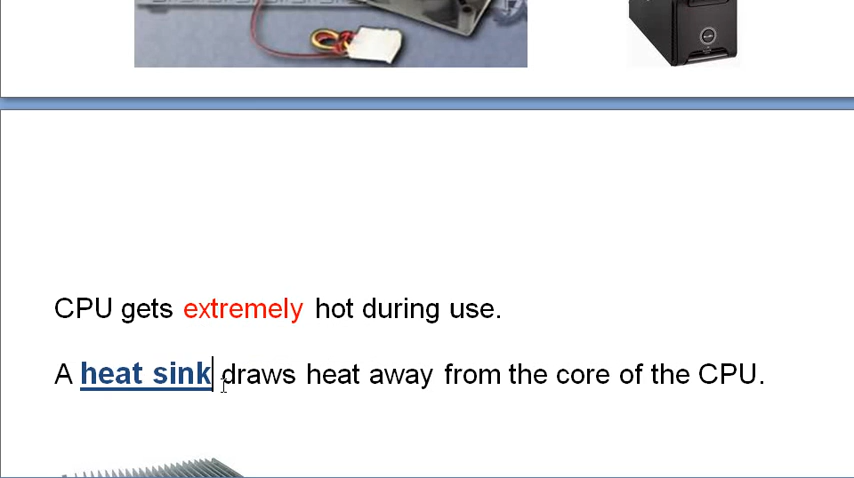 CPU gets extremely hot during use.
A heat sink draws heat away from the core of the CPU.